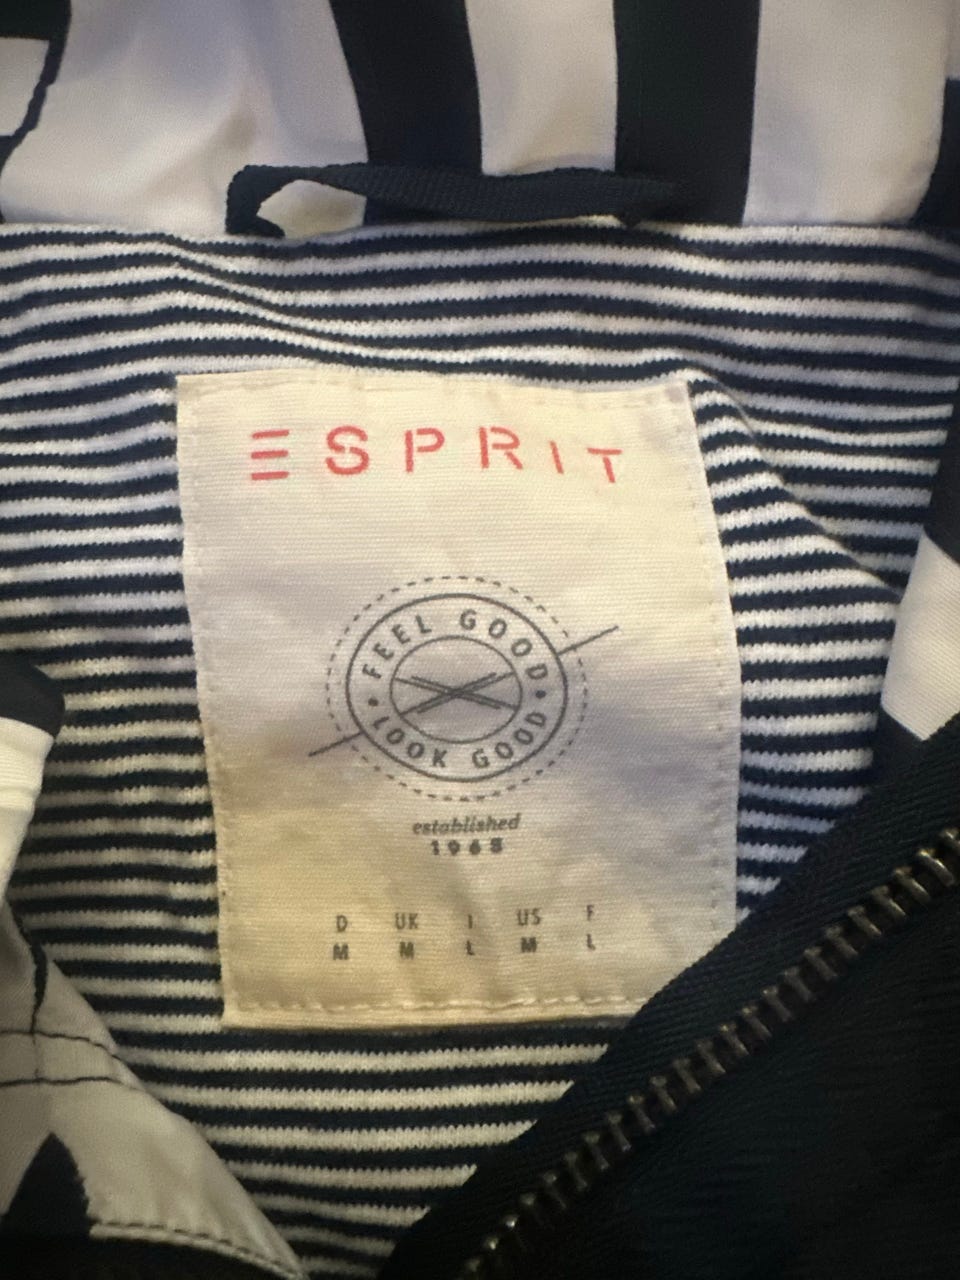 ESPRIT
FEEL GOOD
LOOK GOOD
established
1968
D UK I US F
M M L M L